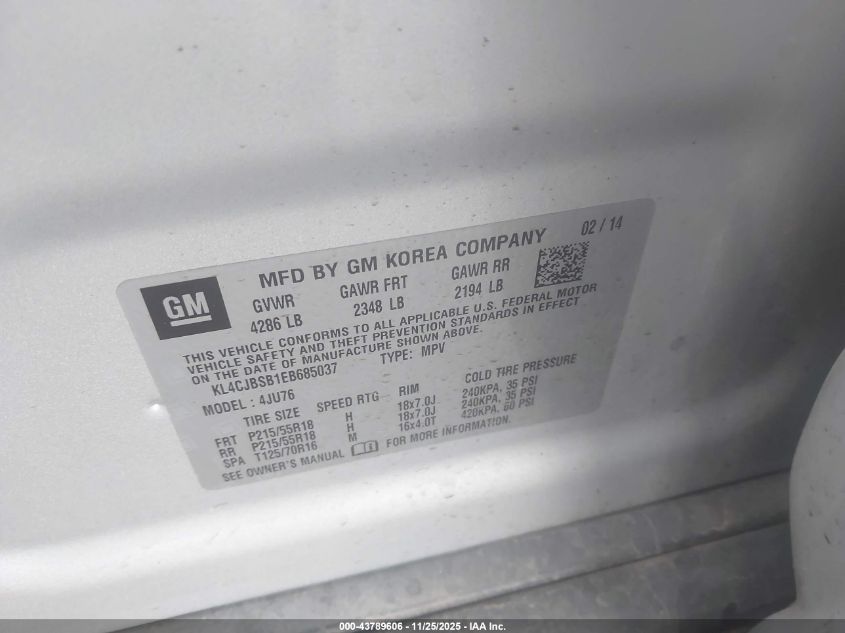 MFD BY GM KOREA COMPANY 02 / 14
GM
GVWR GAWR FRT GAWR RR
4286 LB 2348 LB 2194 LB
THIS VEHICLE CONFORMS TO ALL APPLICABLE U.S. FEDERAL MOTOR
VEHICLE SAFETY AND THEFT PREVENTION STANDARDS IN EFFECT
ON THE DATE OF MANUFACTURE SHOWN ABOVE.
KL4CJBSB1EB685037 TYPE: MPV
MODEL : 4JU76
TIRE SIZE SPEED RTG RIM COLD TIRE PRESSURE
FRT P215/55R18 H 18x7.0J 240KPA, 35 PSI
RR P215/55R18 H 18x7.0J 240KPA, 35 PSI
SPA T125/70R16 M 16x4.0T 420KPA, 60 PSI
SEE OWNER'S MANUAL FOR MORE INFORMATION.
000-43789606 - 11/25/2025 - IAA Inc.